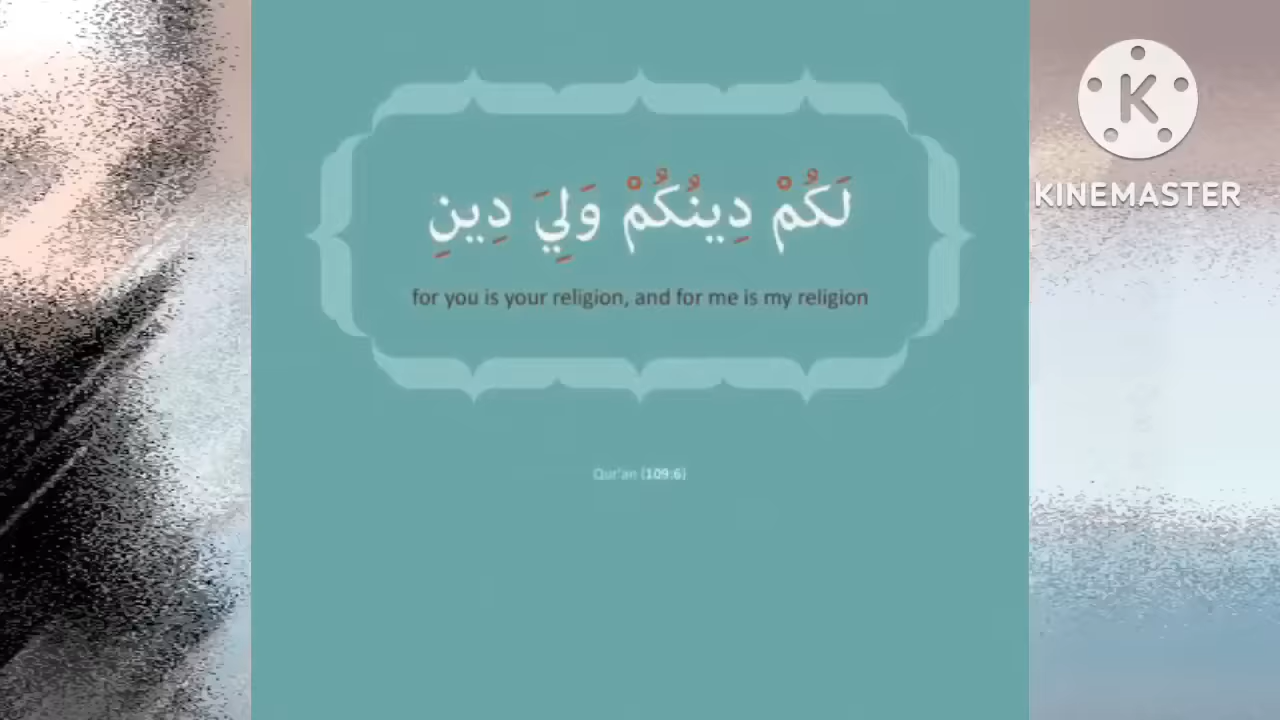 K
KINEMASTER
لَكُمْ دِينُكُمْ وَلِيَ دِينِ
for you is your religion, and for me is my religion
Qur'an (109:6)